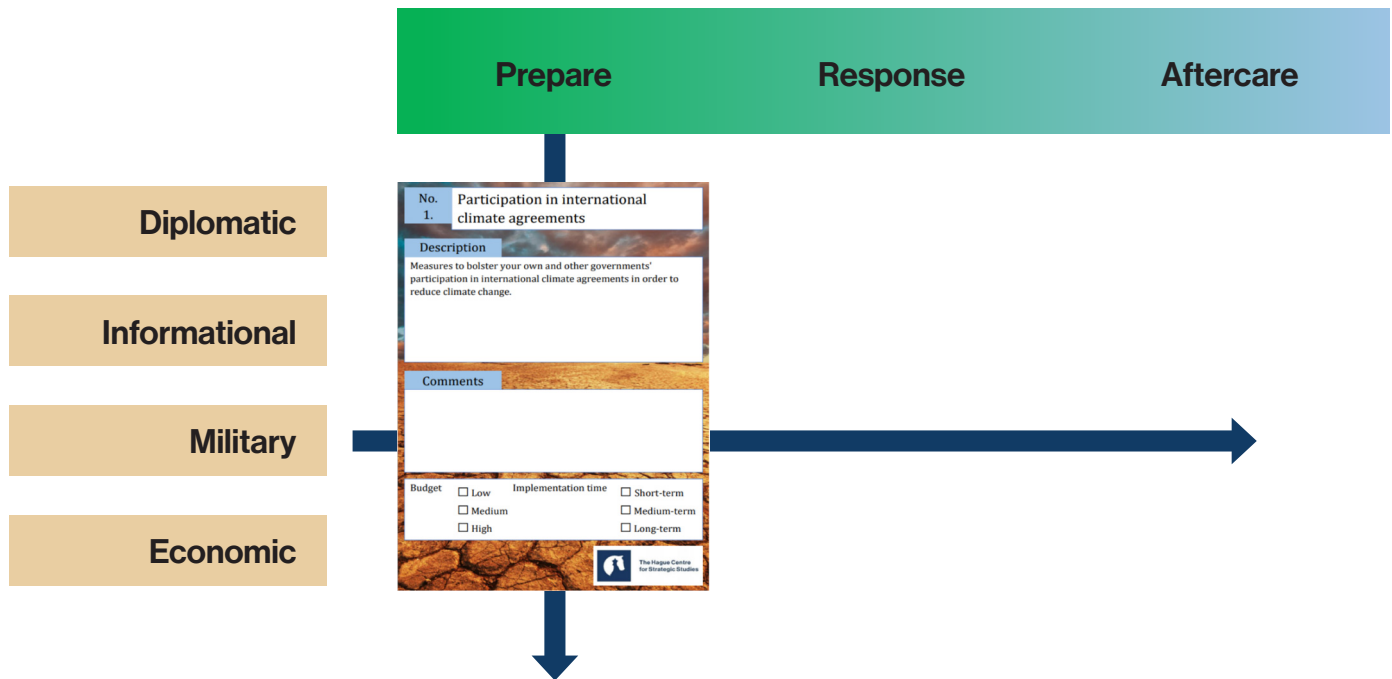 Prepare
Response
Aftercare
Diplomatic
Informational
Military
Economic
No.
1.
Participation in international
climate agreements
Description
Measures to bolster your own and other governments'
participation in international climate agreements in order to
reduce climate change.
Comments
Budget
Low
Medium
High
Implementation time
Short-term
Medium-term
Long-term
The Hague Centre
for Strategic Studies